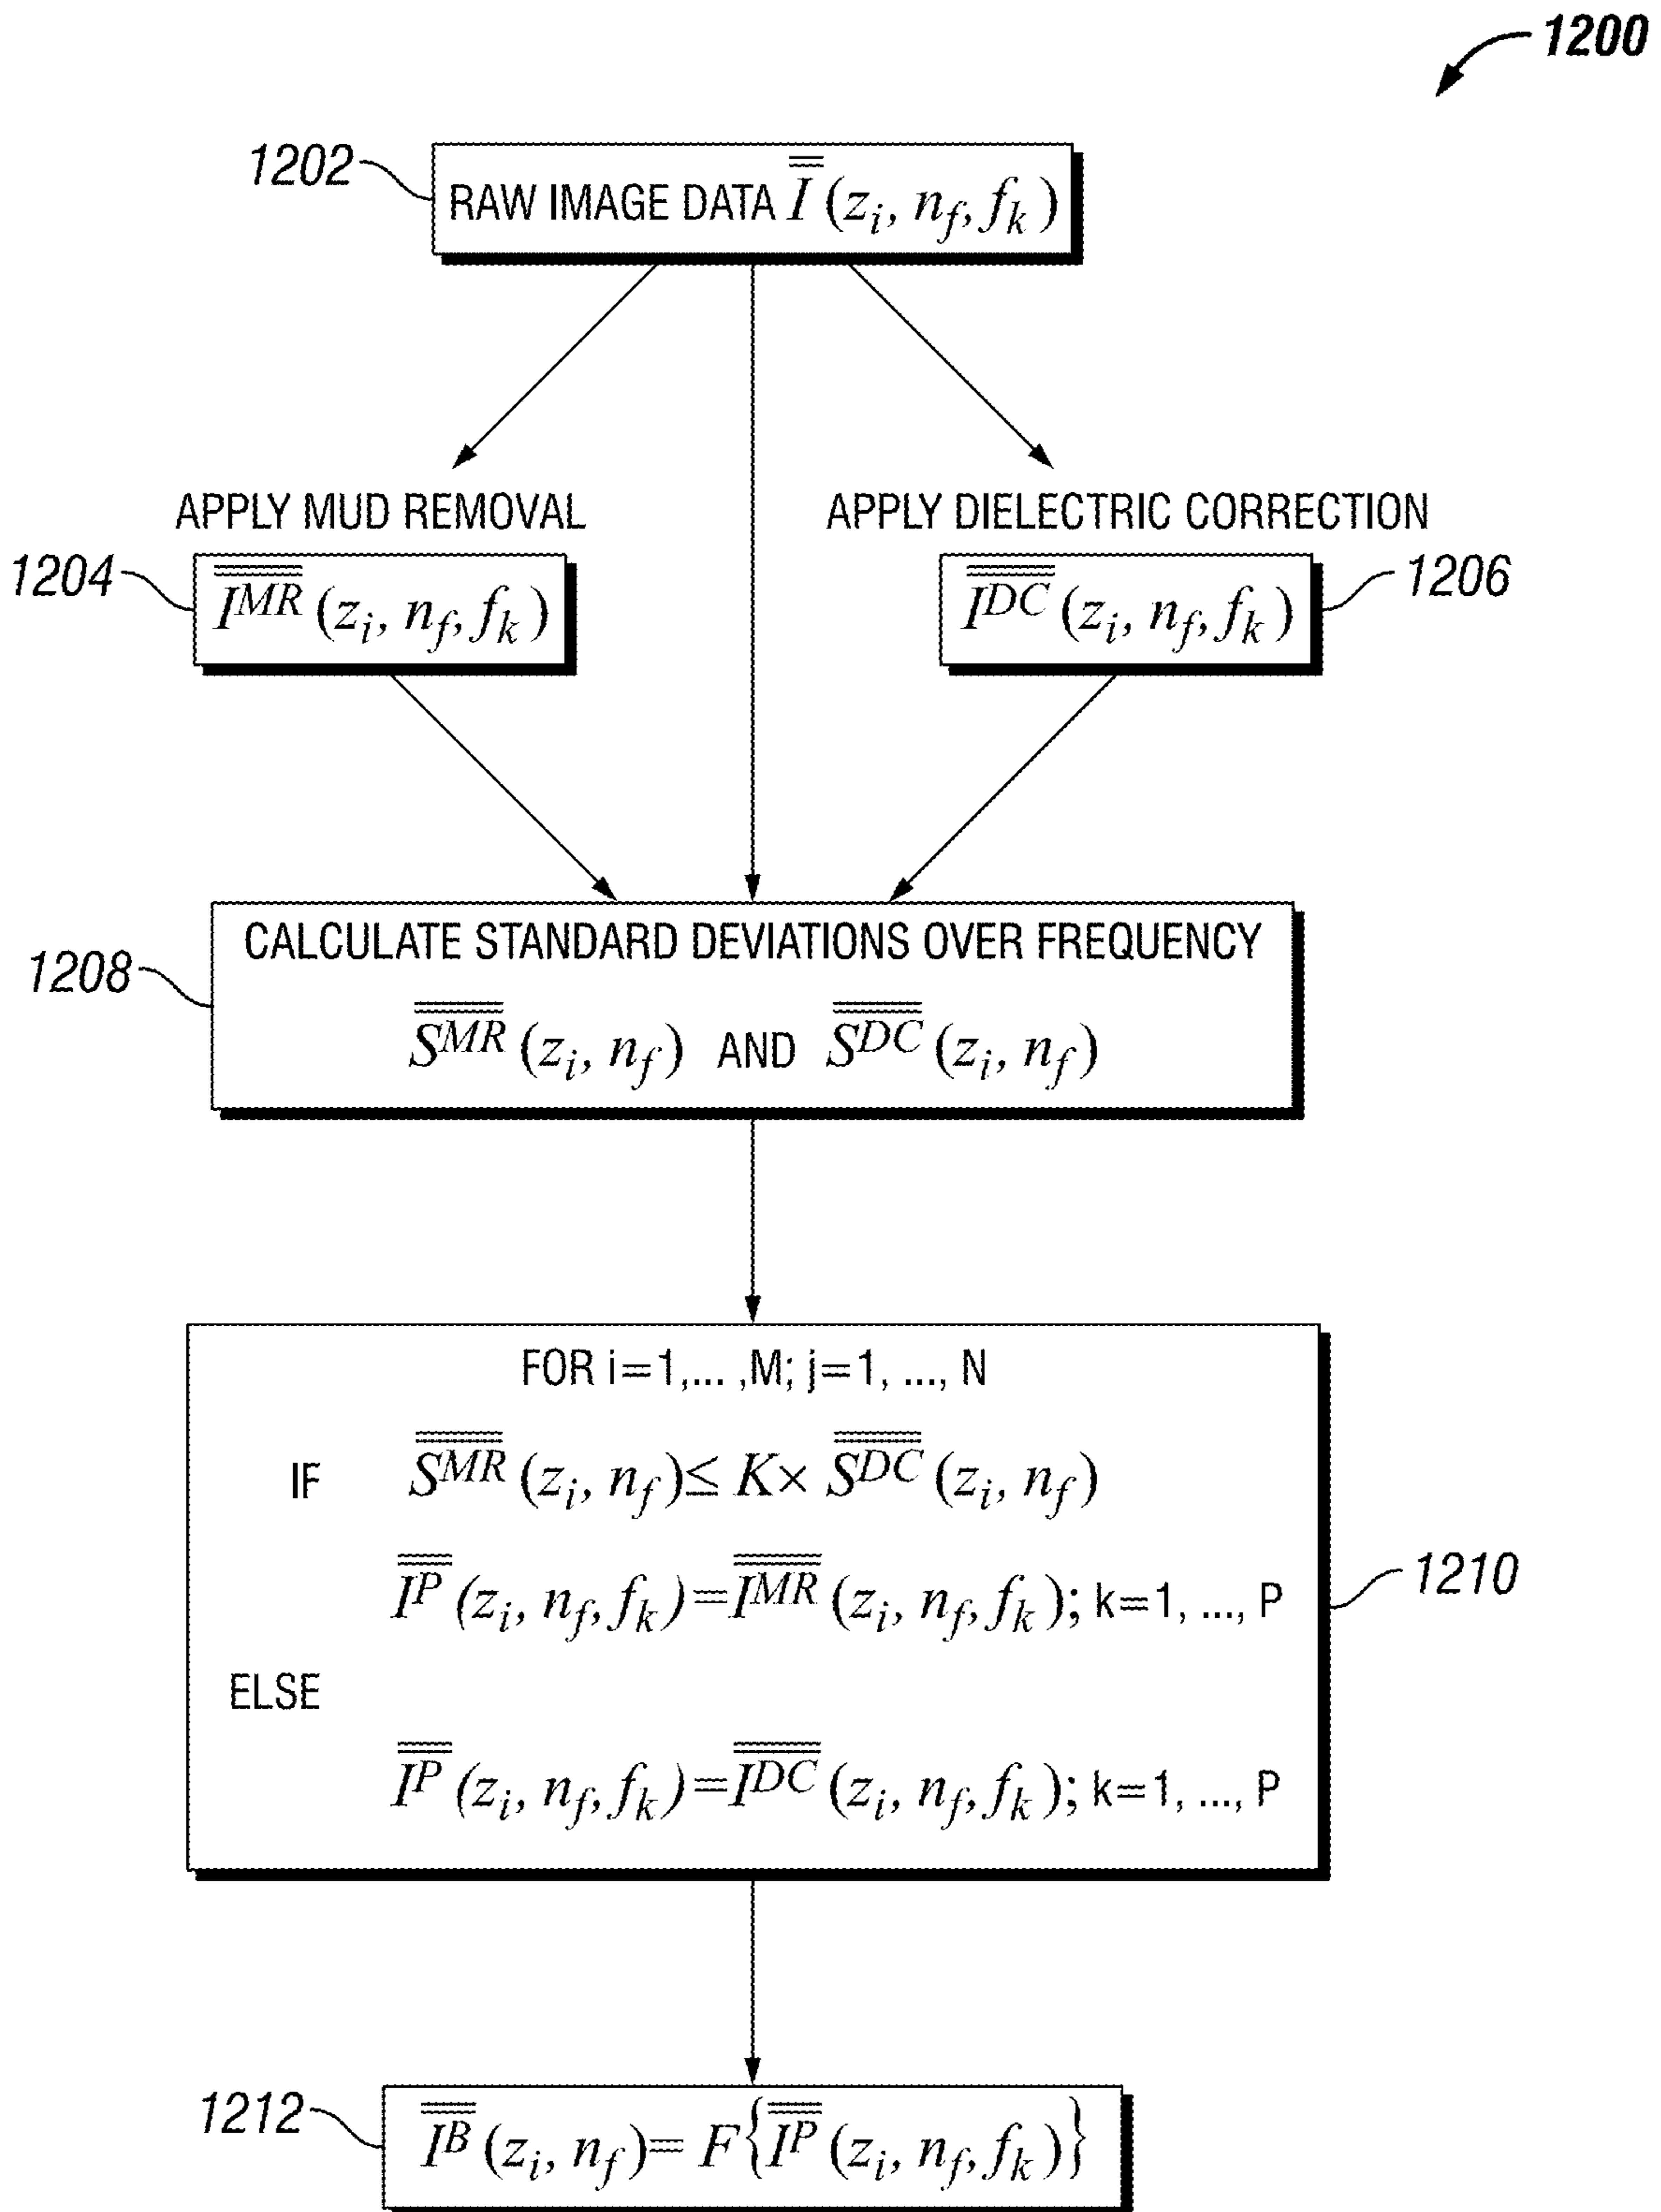 1200
1202
RAW IMAGE DATA I̿ (z_i, n_f, f_k)
APPLY MUD REMOVAL
APPLY DIELECTRIC CORRECTION
1204
I^MR (z_i, n_f, f_k)
I^DC (z_i, n_f, f_k)
1206
1208
CALCULATE STANDARD DEVIATIONS OVER FREQUENCY
S^MR (z_i, n_f) AND S^DC (z_i, n_f)
FOR i=1,... ,M; j=1, ..., N
IF S^MR (z_i, n_f) ≤ K× S^DC (z_i, n_f)
I^P (z_i, n_f, f_k)=I^MR (z_i, n_f, f_k); k=1, ..., P
1210
ELSE
I^P (z_i, n_f, f_k)=I^DC (z_i, n_f, f_k); k=1, ..., P
1212
I^B (z_i, n_f)= F{I^P (z_i, n_f, f_k)}